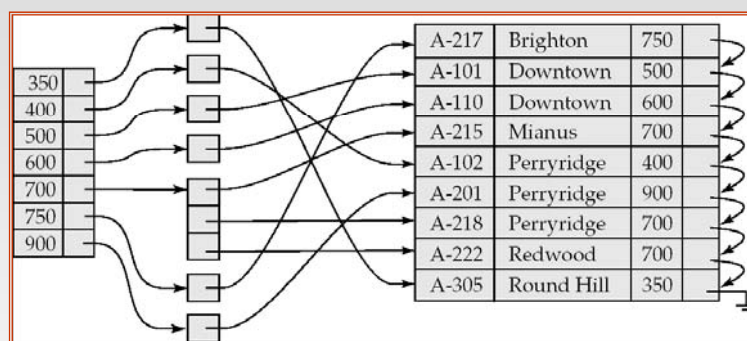 350
400
500
600
700
750
900
A-217 Brighton 750
A-101 Downtown 500
A-110 Downtown 600
A-215 Mianus 700
A-102 Perryridge 400
A-201 Perryridge 900
A-218 Perryridge 700
A-222 Redwood 700
A-305 Round Hill 350